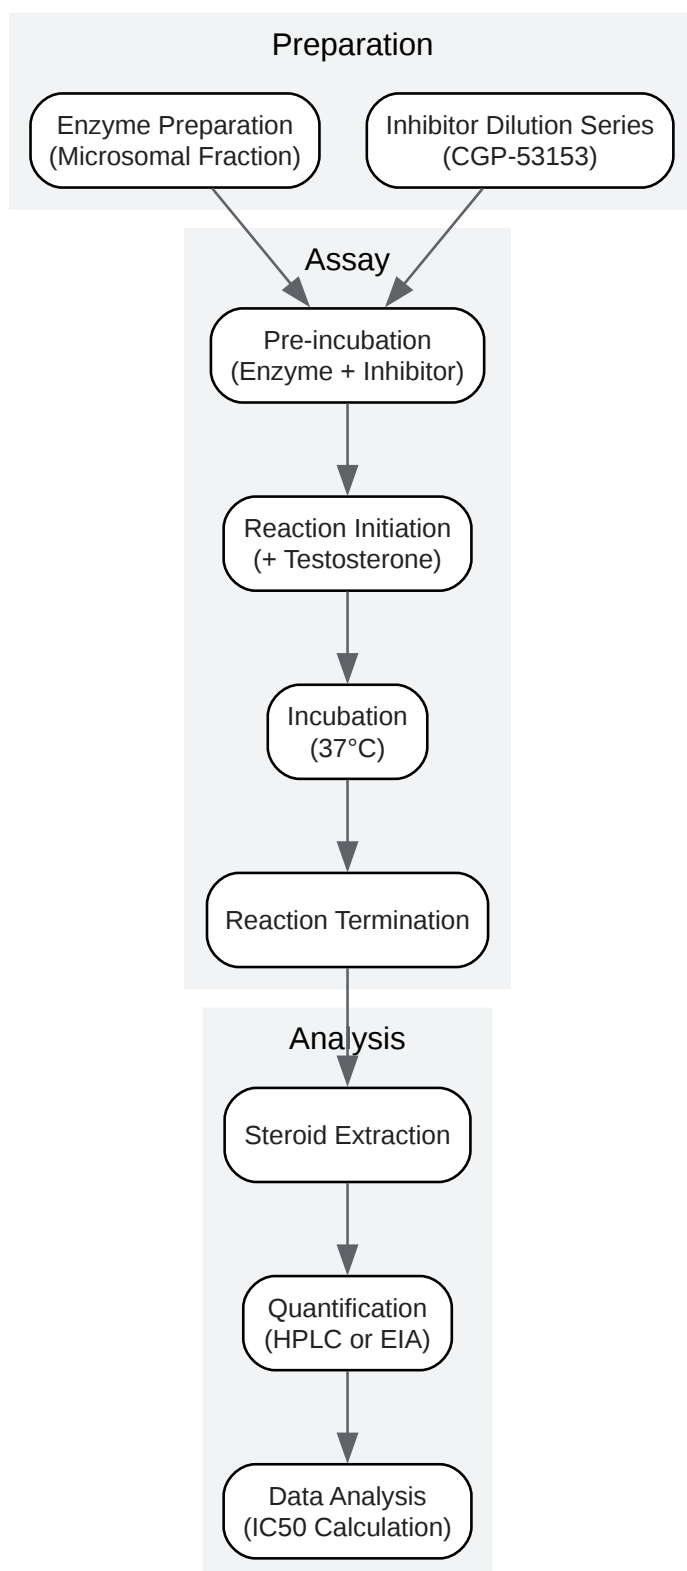 Preparation
Enzyme Preparation
(Microsomal Fraction)
Inhibitor Dilution Series
(CGP-53153)
Assay
Pre-incubation
(Enzyme + Inhibitor)
Reaction Initiation
(+ Testosterone)
Incubation
(37°C)
Reaction Termination
Analysis
Steroid Extraction
Quantification
(HPLC or EIA)
Data Analysis
(IC50 Calculation)